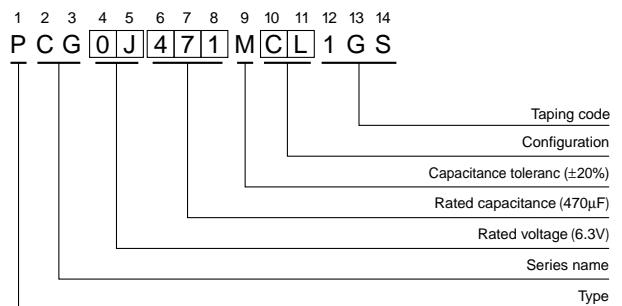 1 2 3 4 5 6 7 8 9 10 11 12 13 14
P C G 0 J 4 7 1 M C L 1 G S
Taping code
Configuration
Capacitance toleranc (±20%)
Rated capacitance (470µF)
Rated voltage (6.3V)
Series name
Type